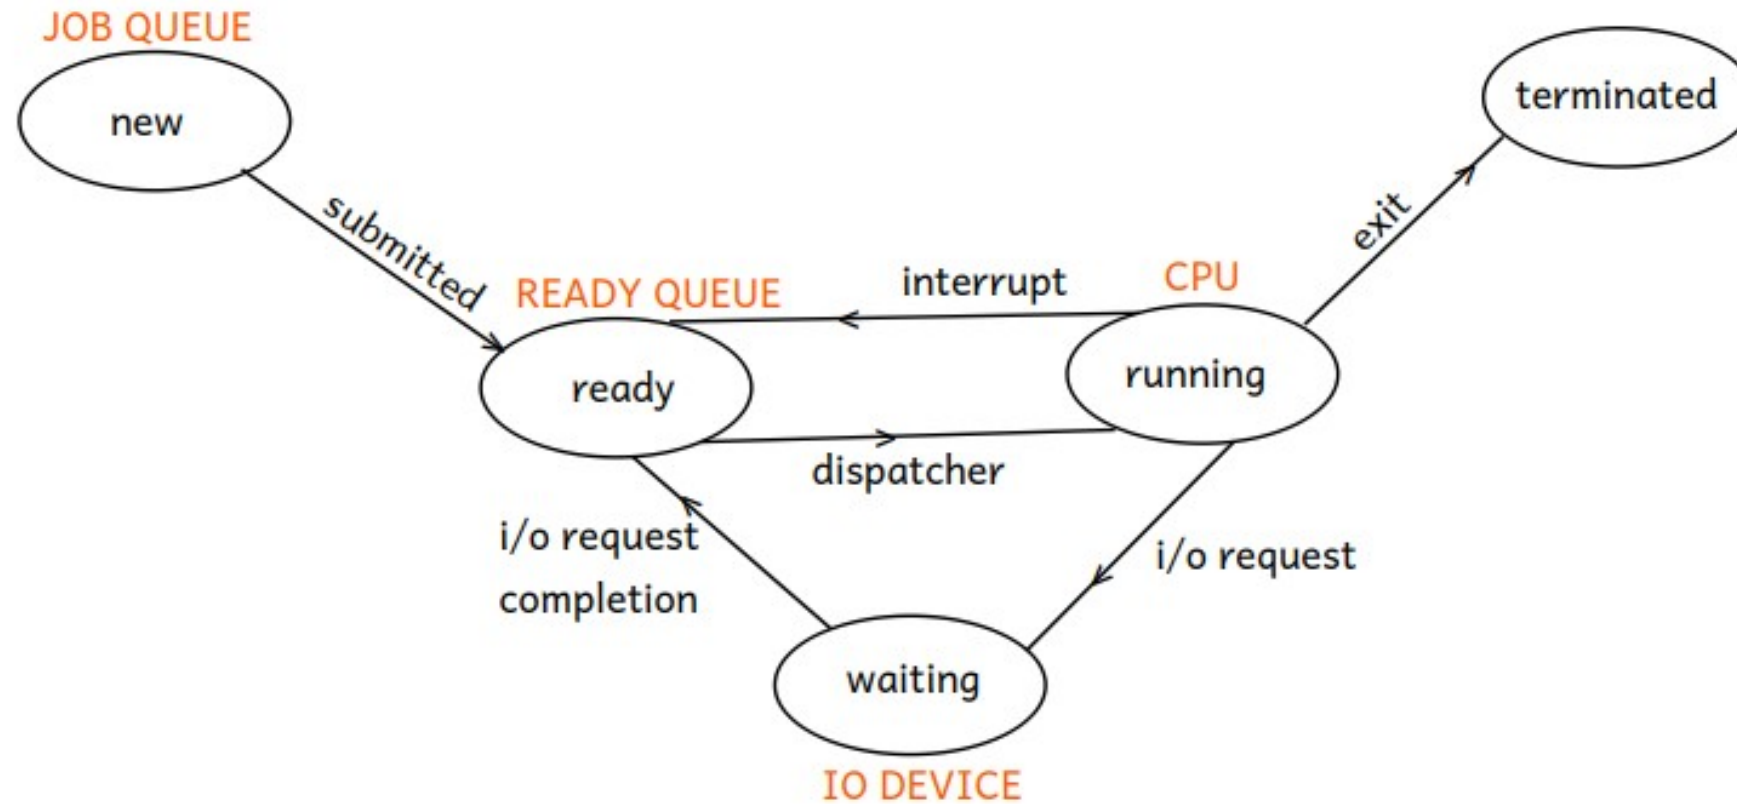 JOB QUEUE
new
terminated
submitted
exit
READY QUEUE
interrupt
CPU
ready
running
dispatcher
i/o request
completion
i/o request
waiting
IO DEVICE